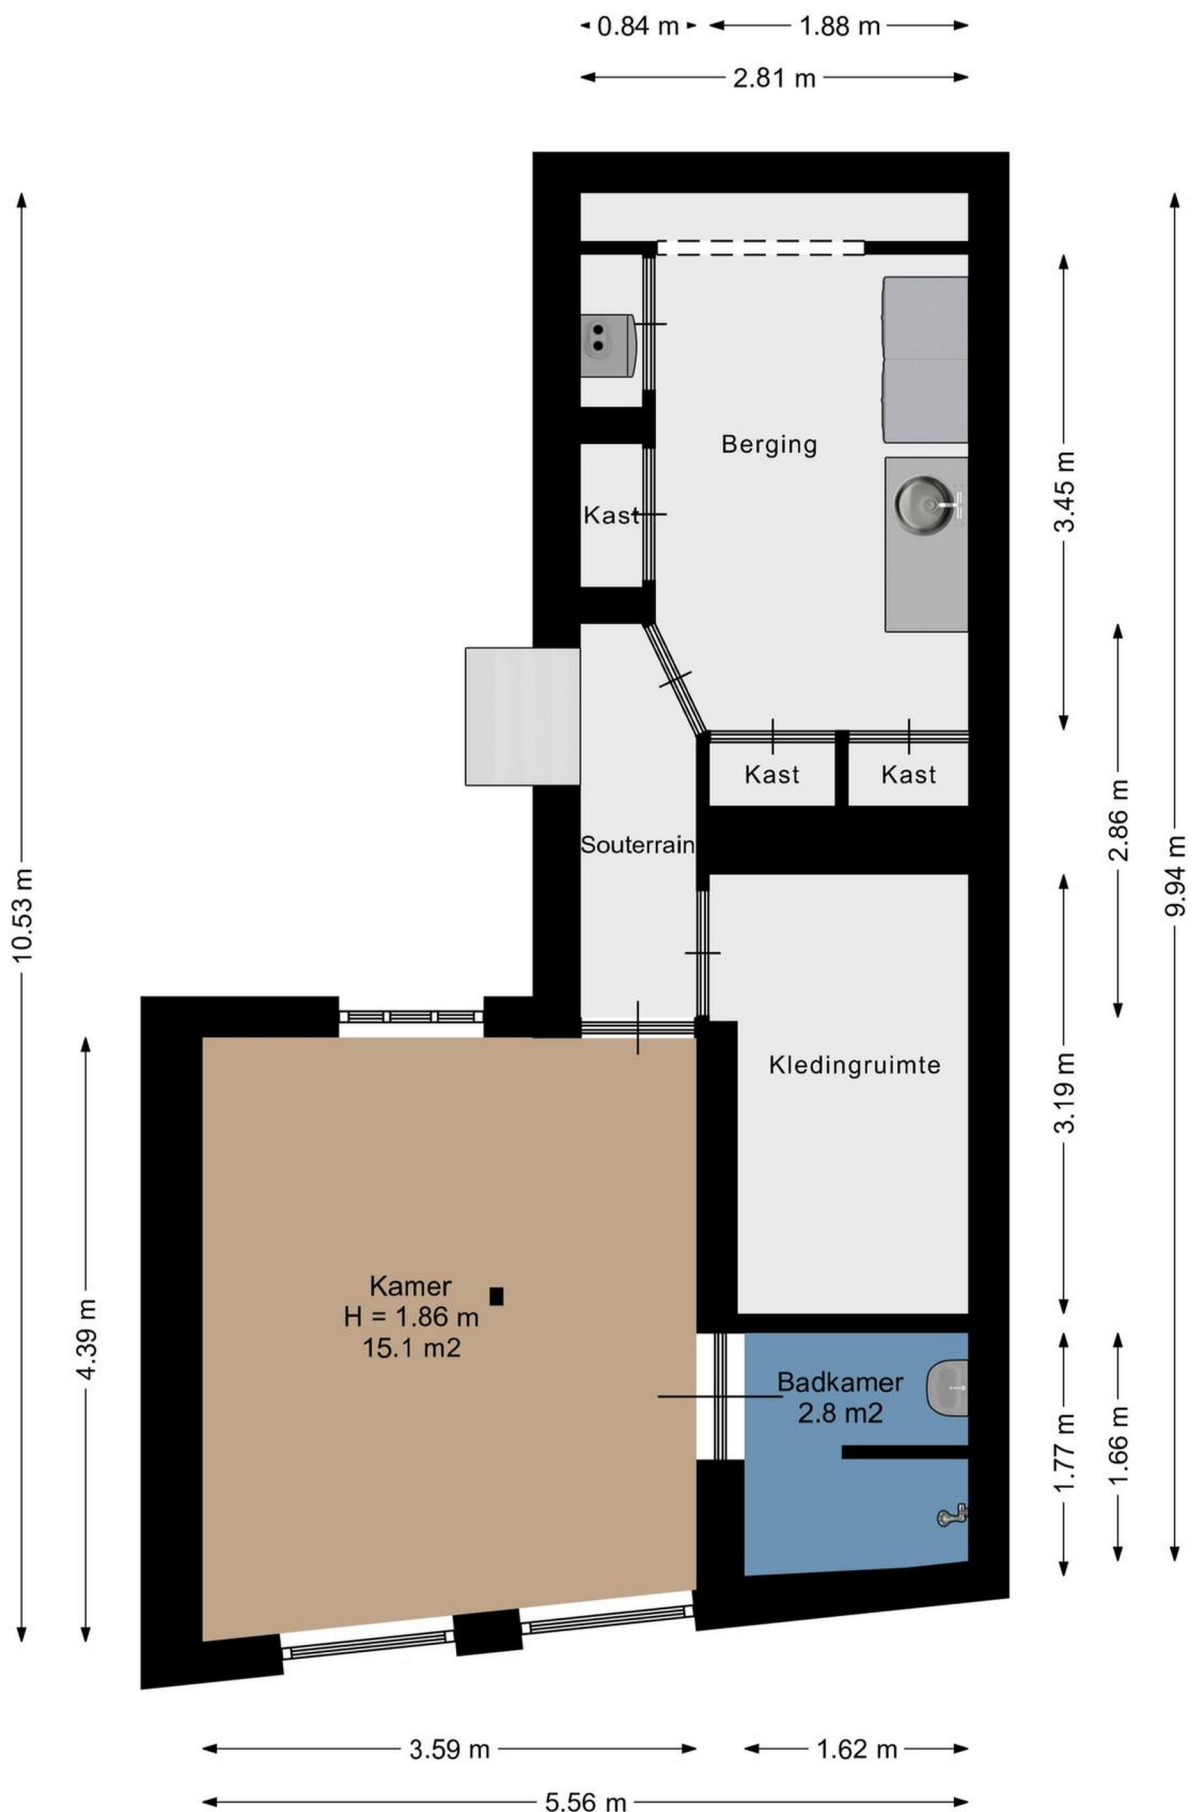 0.84 m
1.88 m
2.81 m
Berging
Kast
3.45 m
Kast
Kast
Souterrain
2.86 m
10.53 m
9.94 m
Kledingruimte
3.19 m
Kamer
H = 1.86 m
15.1 m2
4.39 m
Badkamer
2.8 m2
1.77 m
1.66 m
3.59 m
1.62 m
5.56 m